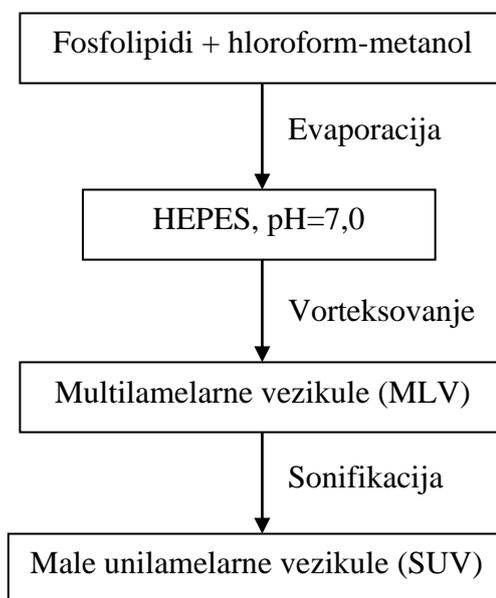 Fosfolipidi + hloroform-metanol
Evaporacija
HEPES, pH=7,0
Vorteksovanje
Multilamelarne vezikule (MLV)
Sonifikacija
Male unilamelarne vezikule (SUV)